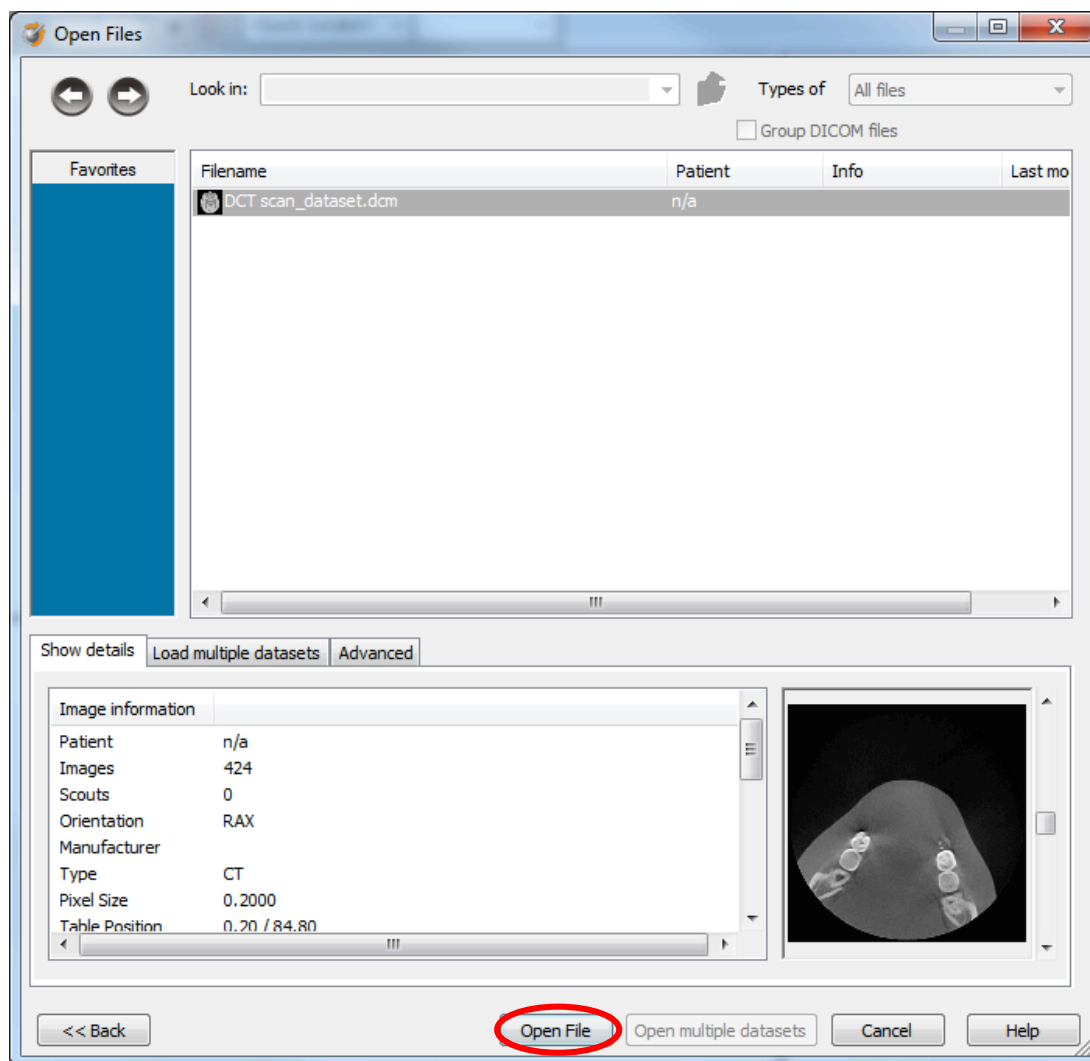 Open Files
Look in:
Types of All files
Group DICOM files
Favorites
Filename Patient Info Last mo
DCT scan_dataset.dcm n/a
Show details Load multiple datasets Advanced
Image information
Patient n/a
Images 424
Scouts 0
Orientation RAX
Manufacturer
Type CT
Pixel Size 0.2000
Table Position 0.20 / 84.80
<< Back Open File Open multiple datasets Cancel Help